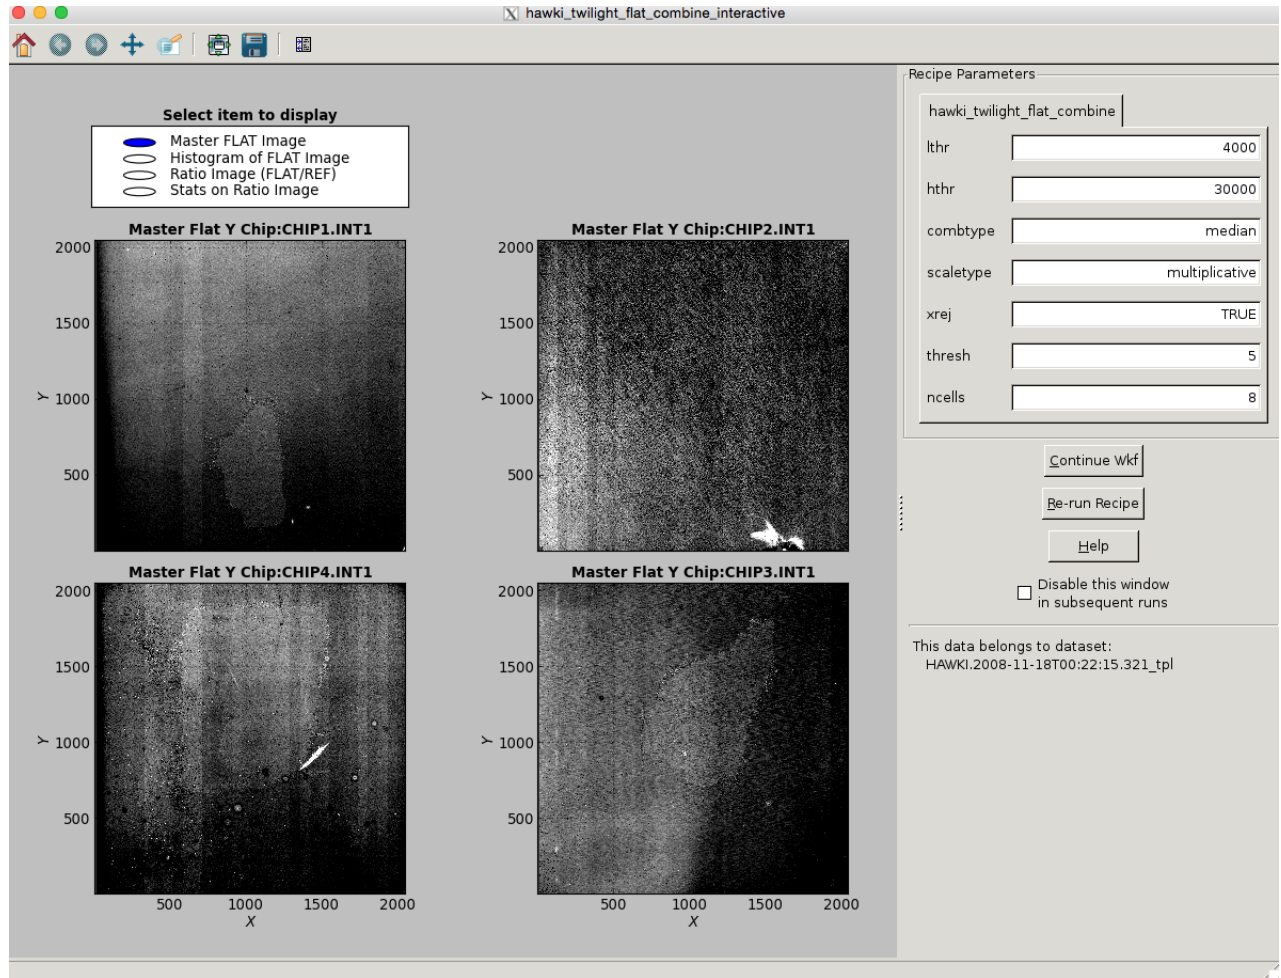 hawki_twilight_flat_combine_interactive
Select item to display
Master FLAT Image
Histogram of FLAT Image
Ratio Image (FLAT/REF)
Stats on Ratio Image
Master Flat Y Chip:CHIP1.INT1
2000
1500
Y
1000
500
Master Flat Y Chip:CHIP2.INT1
2000
1500
Y
1000
500
Master Flat Y Chip:CHIP4.INT1
2000
1500
Y
1000
500
500 1000 1500 2000
X
Master Flat Y Chip:CHIP3.INT1
2000
1500
Y
1000
500
500 1000 1500 2000
X
Recipe Parameters
hawki_twilight_flat_combine
lthr 4000
hthr 30000
combtype median
scaletype multiplicative
xrej TRUE
thresh 5
ncells 8
Continue Wkf
Re-run Recipe
Help
Disable this window
in subsequent runs
This data belongs to dataset:
HAWKI.2008-11-18T00:22:15.321_tpl